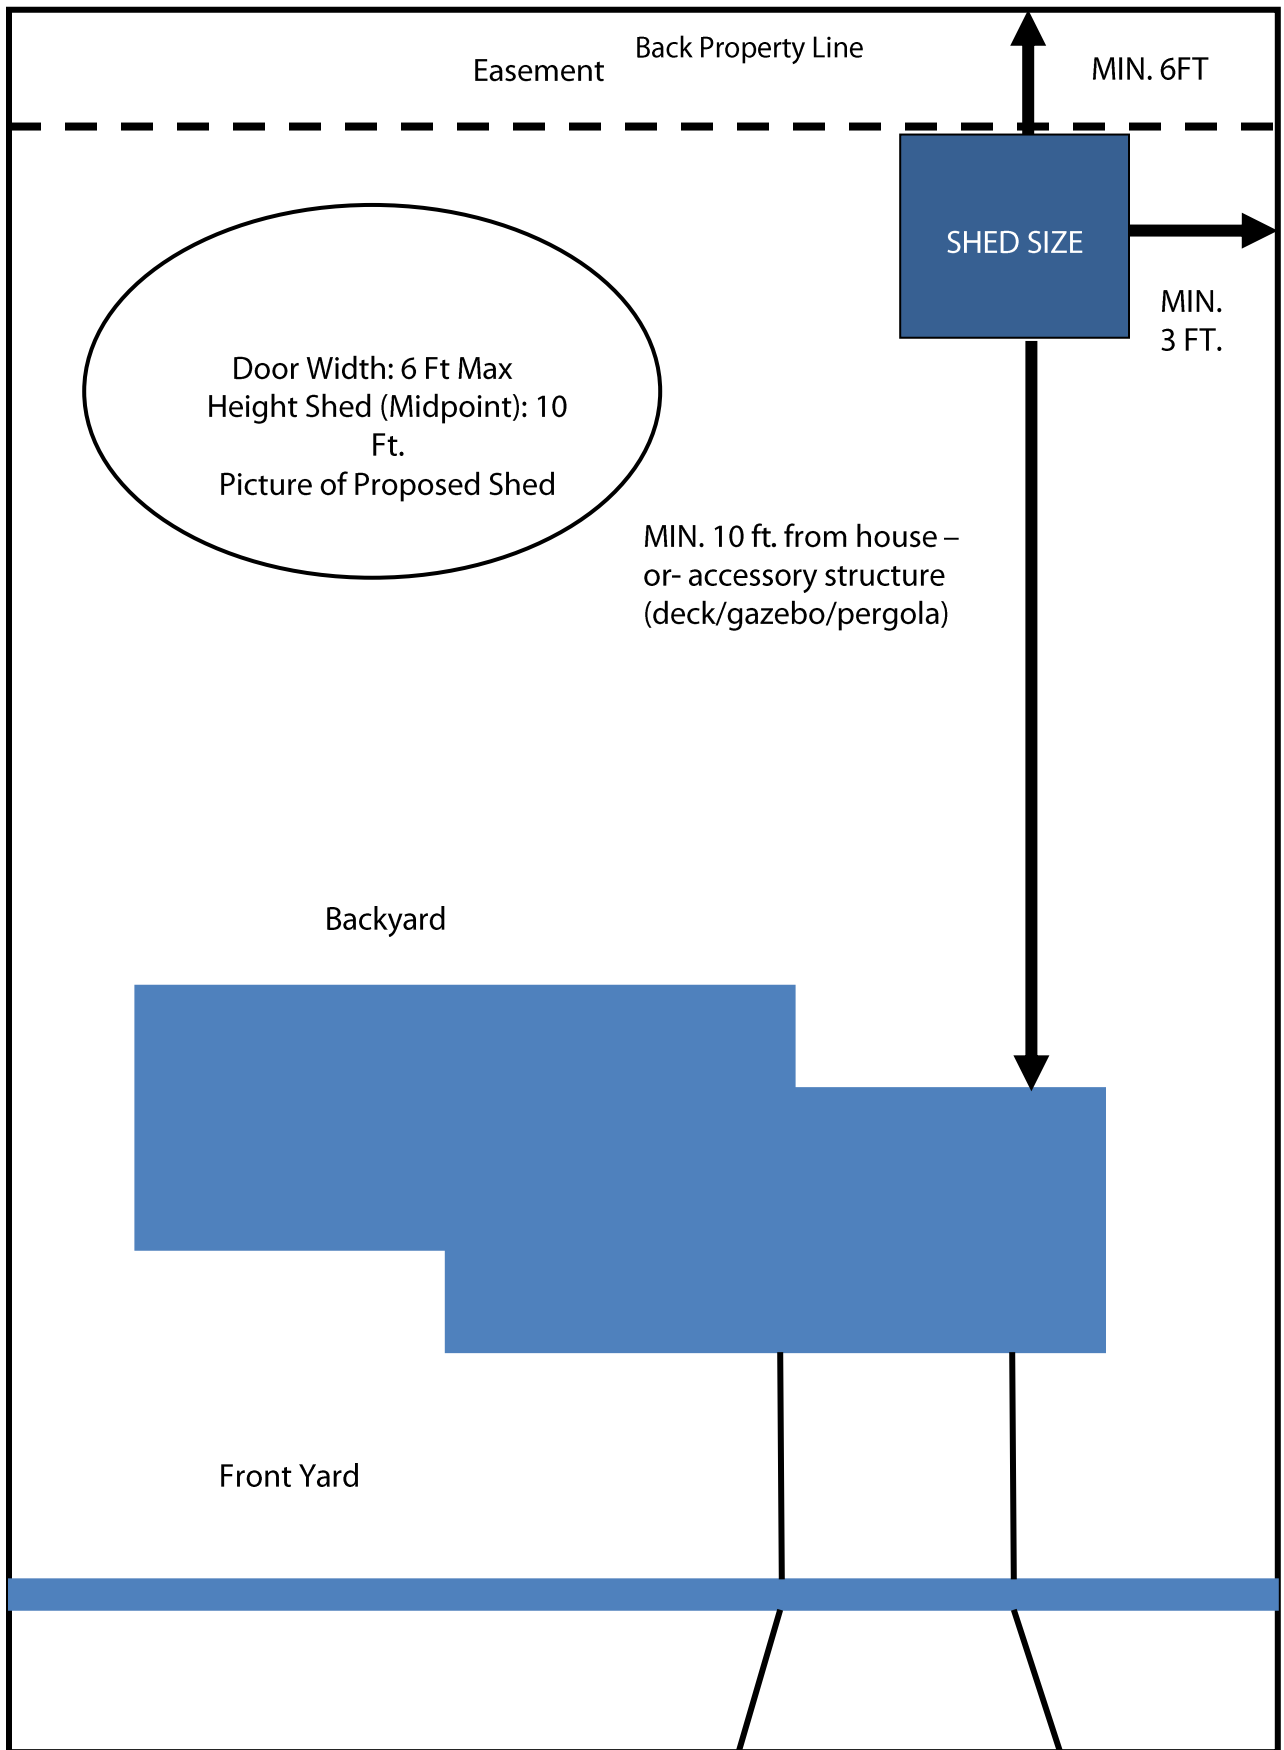 Back Property Line
Easement
MIN. 6FT
SHED SIZE
MIN.
3 FT.
Door Width: 6 Ft Max
Height Shed (Midpoint): 10
Ft.
Picture of Proposed Shed
MIN. 10 ft. from house –
or- accessory structure
(deck/gazebo/pergola)
Backyard
Front Yard